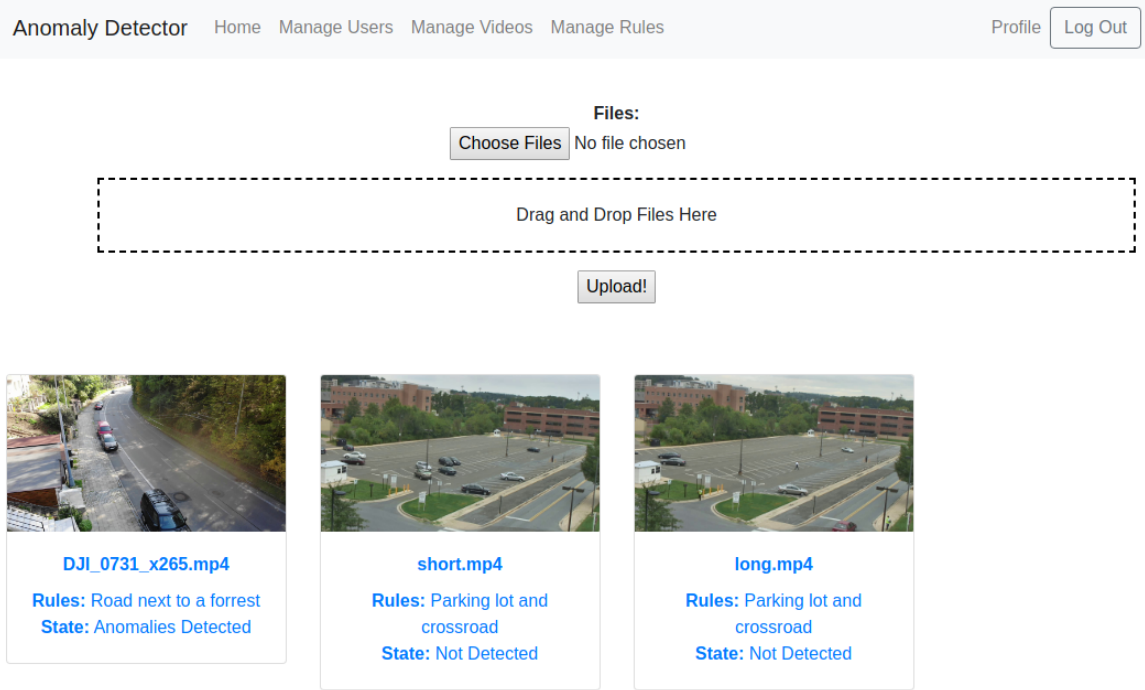 Anomaly Detector Home Manage Users Manage Videos Manage Rules Profile Log Out
Files:
Choose Files No file chosen
Drag and Drop Files Here
Upload!
DJI_0731_x265.mp4
Rules: Road next to a forrest
State: Anomalies Detected
short.mp4
Rules: Parking lot and
crossroad
State: Not Detected
long.mp4
Rules: Parking lot and
crossroad
State: Not Detected